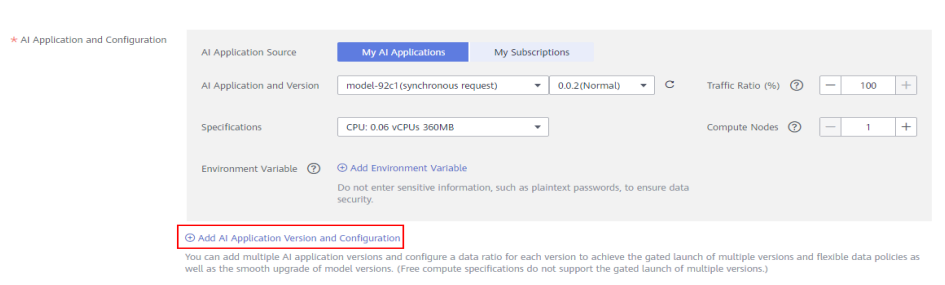 * AI Application and Configuration
AI Application Source My AI Applications My Subscriptions
AI Application and Version model-92c1(synchronous request) 0.0.2(Normal) Traffic Ratio (%) ? — 100 +
Specifications CPU: 0.06 vCPUs 360MB Compute Nodes ? — 1 +
Environment Variable ? Add Environment Variable
Do not enter sensitive information, such as plaintext passwords, to ensure data
security.
Add AI Application Version and Configuration
You can add multiple AI application versions and configure a data ratio for each version to achieve the gated launch of multiple versions and flexible data policies as
well as the smooth upgrade of model versions. (Free compute specifications do not support the gated launch of multiple versions.)